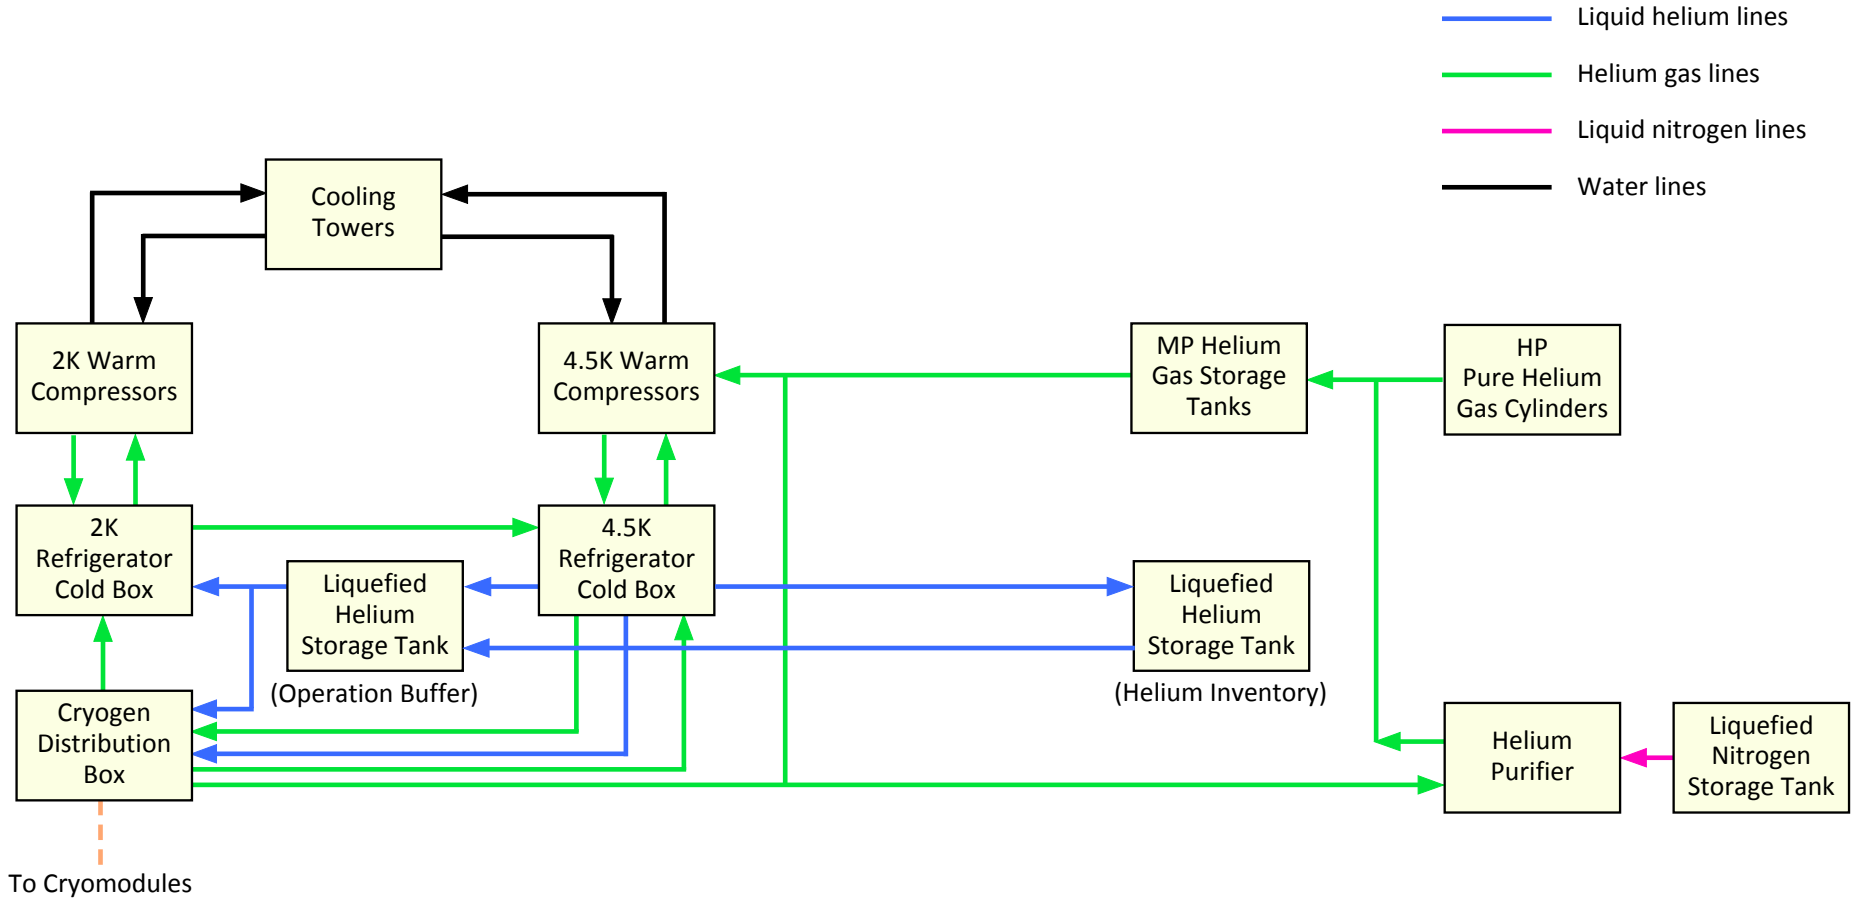 Liquid helium lines
Helium gas lines
Liquid nitrogen lines
Water lines
Cooling
Towers
2K Warm
Compressors
4.5K Warm
Compressors
MP Helium
Gas Storage
Tanks
HP
Pure Helium
Gas Cylinders
2K
Refrigerator
Cold Box
Liquefied
Helium
Storage Tank
(Operation Buffer)
4.5K
Refrigerator
Cold Box
Liquefied
Helium
Storage Tank
(Helium Inventory)
Cryogen
Distribution
Box
Helium
Purifier
Liquefied
Nitrogen
Storage Tank
To Cryomodules